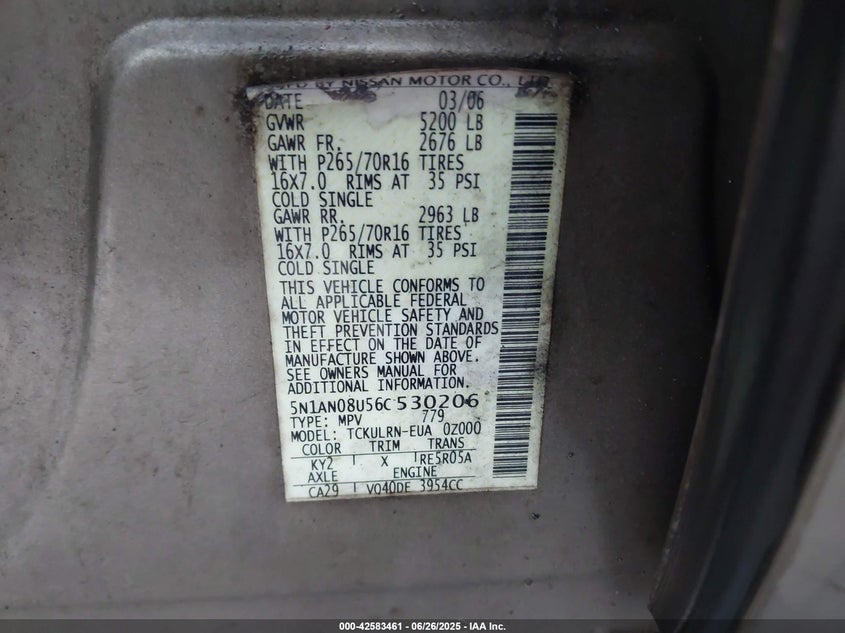 MFD BY NISSAN MOTOR CO., LTD
DATE 03/06
GVWR 5200 LB
GAWR FR. 2676 LB
WITH P265/70R16 TIRES
16X7.0 RIMS AT 35 PSI
COLD SINGLE
GAWR RR. 2963 LB
WITH P265/70R16 TIRES
16X7.0 RIMS AT 35 PSI
COLD SINGLE
THIS VEHICLE CONFORMS TO
ALL APPLICABLE FEDERAL
MOTOR VEHICLE SAFETY AND
THEFT PREVENTION STANDARDS
IN EFFECT ON THE DATE OF
MANUFACTURE SHOWN ABOVE.
SEE OWNERS MANUAL FOR
ADDITIONAL INFORMATION.
5N1AN08U56C530206
TYPE: MPV 779
MODEL: TCKULRN-EUA 0Z000
COLOR TRIM TRANS
KY2 X RE5R05A
AXLE ENGINE
CA29 VQ40DE 3954CC
000-42583461 - 06/26/2025 - IAA Inc.